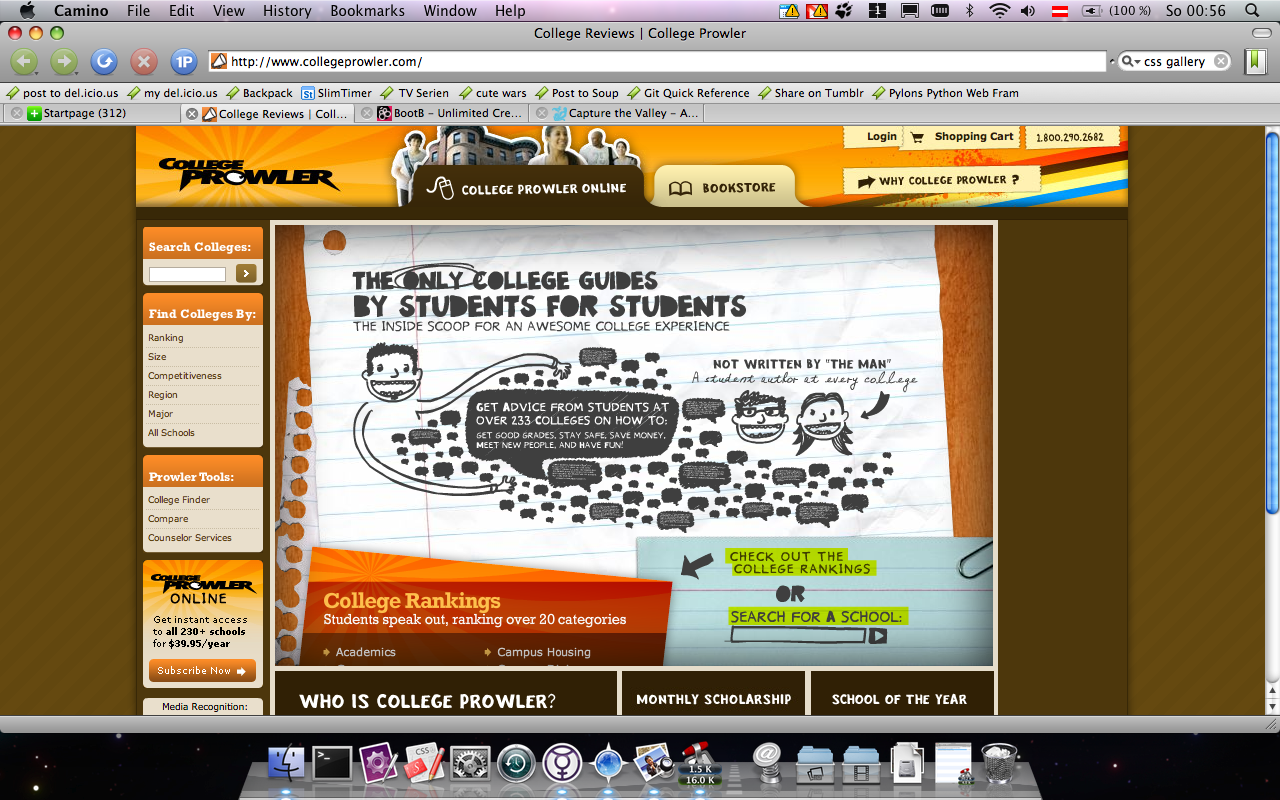 Camino File Edit View History Bookmarks Window Help
1 (100 %) So 00:56
College Reviews | College Prowler
1P http://www.collegeprowler.com/ css gallery
post to del.icio.us my del.icio.us Backpack St SlimTimer TV Serien cute wars Post to Soup Git Quick Reference Share on Tumblr Pylons Python Web Fram
Startpage (312) College Reviews | Coll... BootB – Unlimited Cre... Capture the Valley – A...
Login Shopping Cart 1.800.290.2682
COLLEGE
PROWLER
COLLEGE PROWLER ONLINE
BOOKSTORE
WHY COLLEGE PROWLER ?
Search Colleges:
Find Colleges By:
Ranking
Size
Competitiveness
Region
Major
All Schools
Prowler Tools:
College Finder
Compare
Counselor Services
COLLEGE
PROWLER
ONLINE
Get instant access
to all 230+ schools
for $39.95/year
Subscribe Now
Media Recognition:
THE ONLY COLLEGE GUIDES
BY STUDENTS FOR STUDENTS
THE INSIDE SCOOP FOR AN AWESOME COLLEGE EXPERIENCE
NOT WRITTEN BY "THE MAN"
A student author at every college
GET ADVICE FROM STUDENTS AT
OVER 233 COLLEGES ON HOW TO:
GET GOOD GRADES, STAY SAFE, SAVE MONEY,
MEET NEW PEOPLE, AND HAVE FUN!
College Rankings
Students speak out, ranking over 20 categories
Academics
Campus Housing
CHECK OUT THE
COLLEGE RANKINGS
OR
SEARCH FOR A SCHOOL:
WHO IS COLLEGE PROWLER?
MONTHLY SCHOLARSHIP
SCHOOL OF THE YEAR
CSS
1.5 K
16.0 K